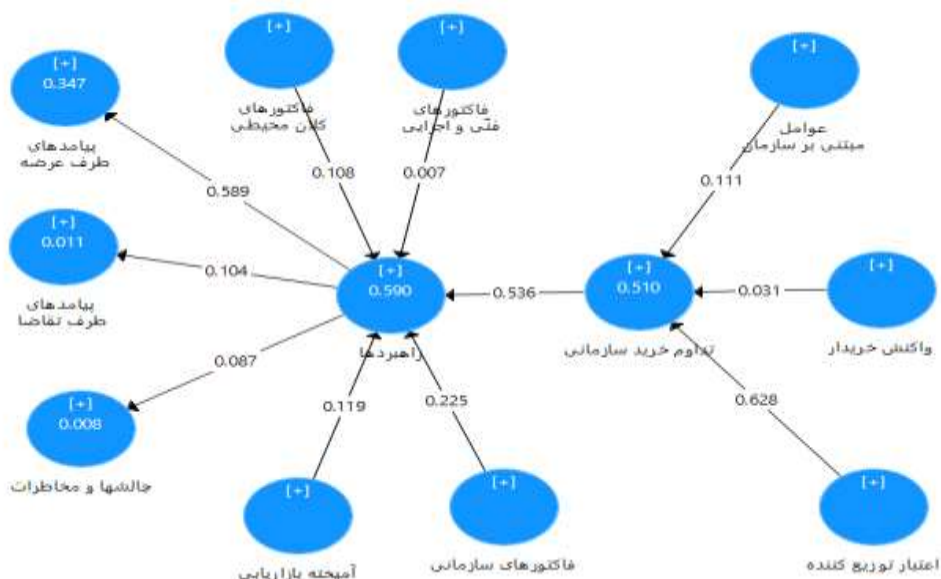 [+]
0.347
پیامدهای
طرف عرضه
[+]
فاکتورهای
کلان محیطی
[+]
فاکتورهای
فنّی و اجرایی
[+]
عوامل
مبتنی بر سازمان
0.589
0.108
0.007
0.111
[+]
0.011
پیامدهای
طرف تقاضا
0.104
[+]
0.590
راهبردها
0.536
[+]
0.510
تداوم خرید سازمانی
0.031
[+]
واکنش خریدار
0.087
0.119
0.225
0.628
[+]
0.008
چالشها و مخاطرات
[+]
آمیخته بازاریابی
[+]
فاکتورهای سازمانی
[+]
اعتبار توزیع کننده